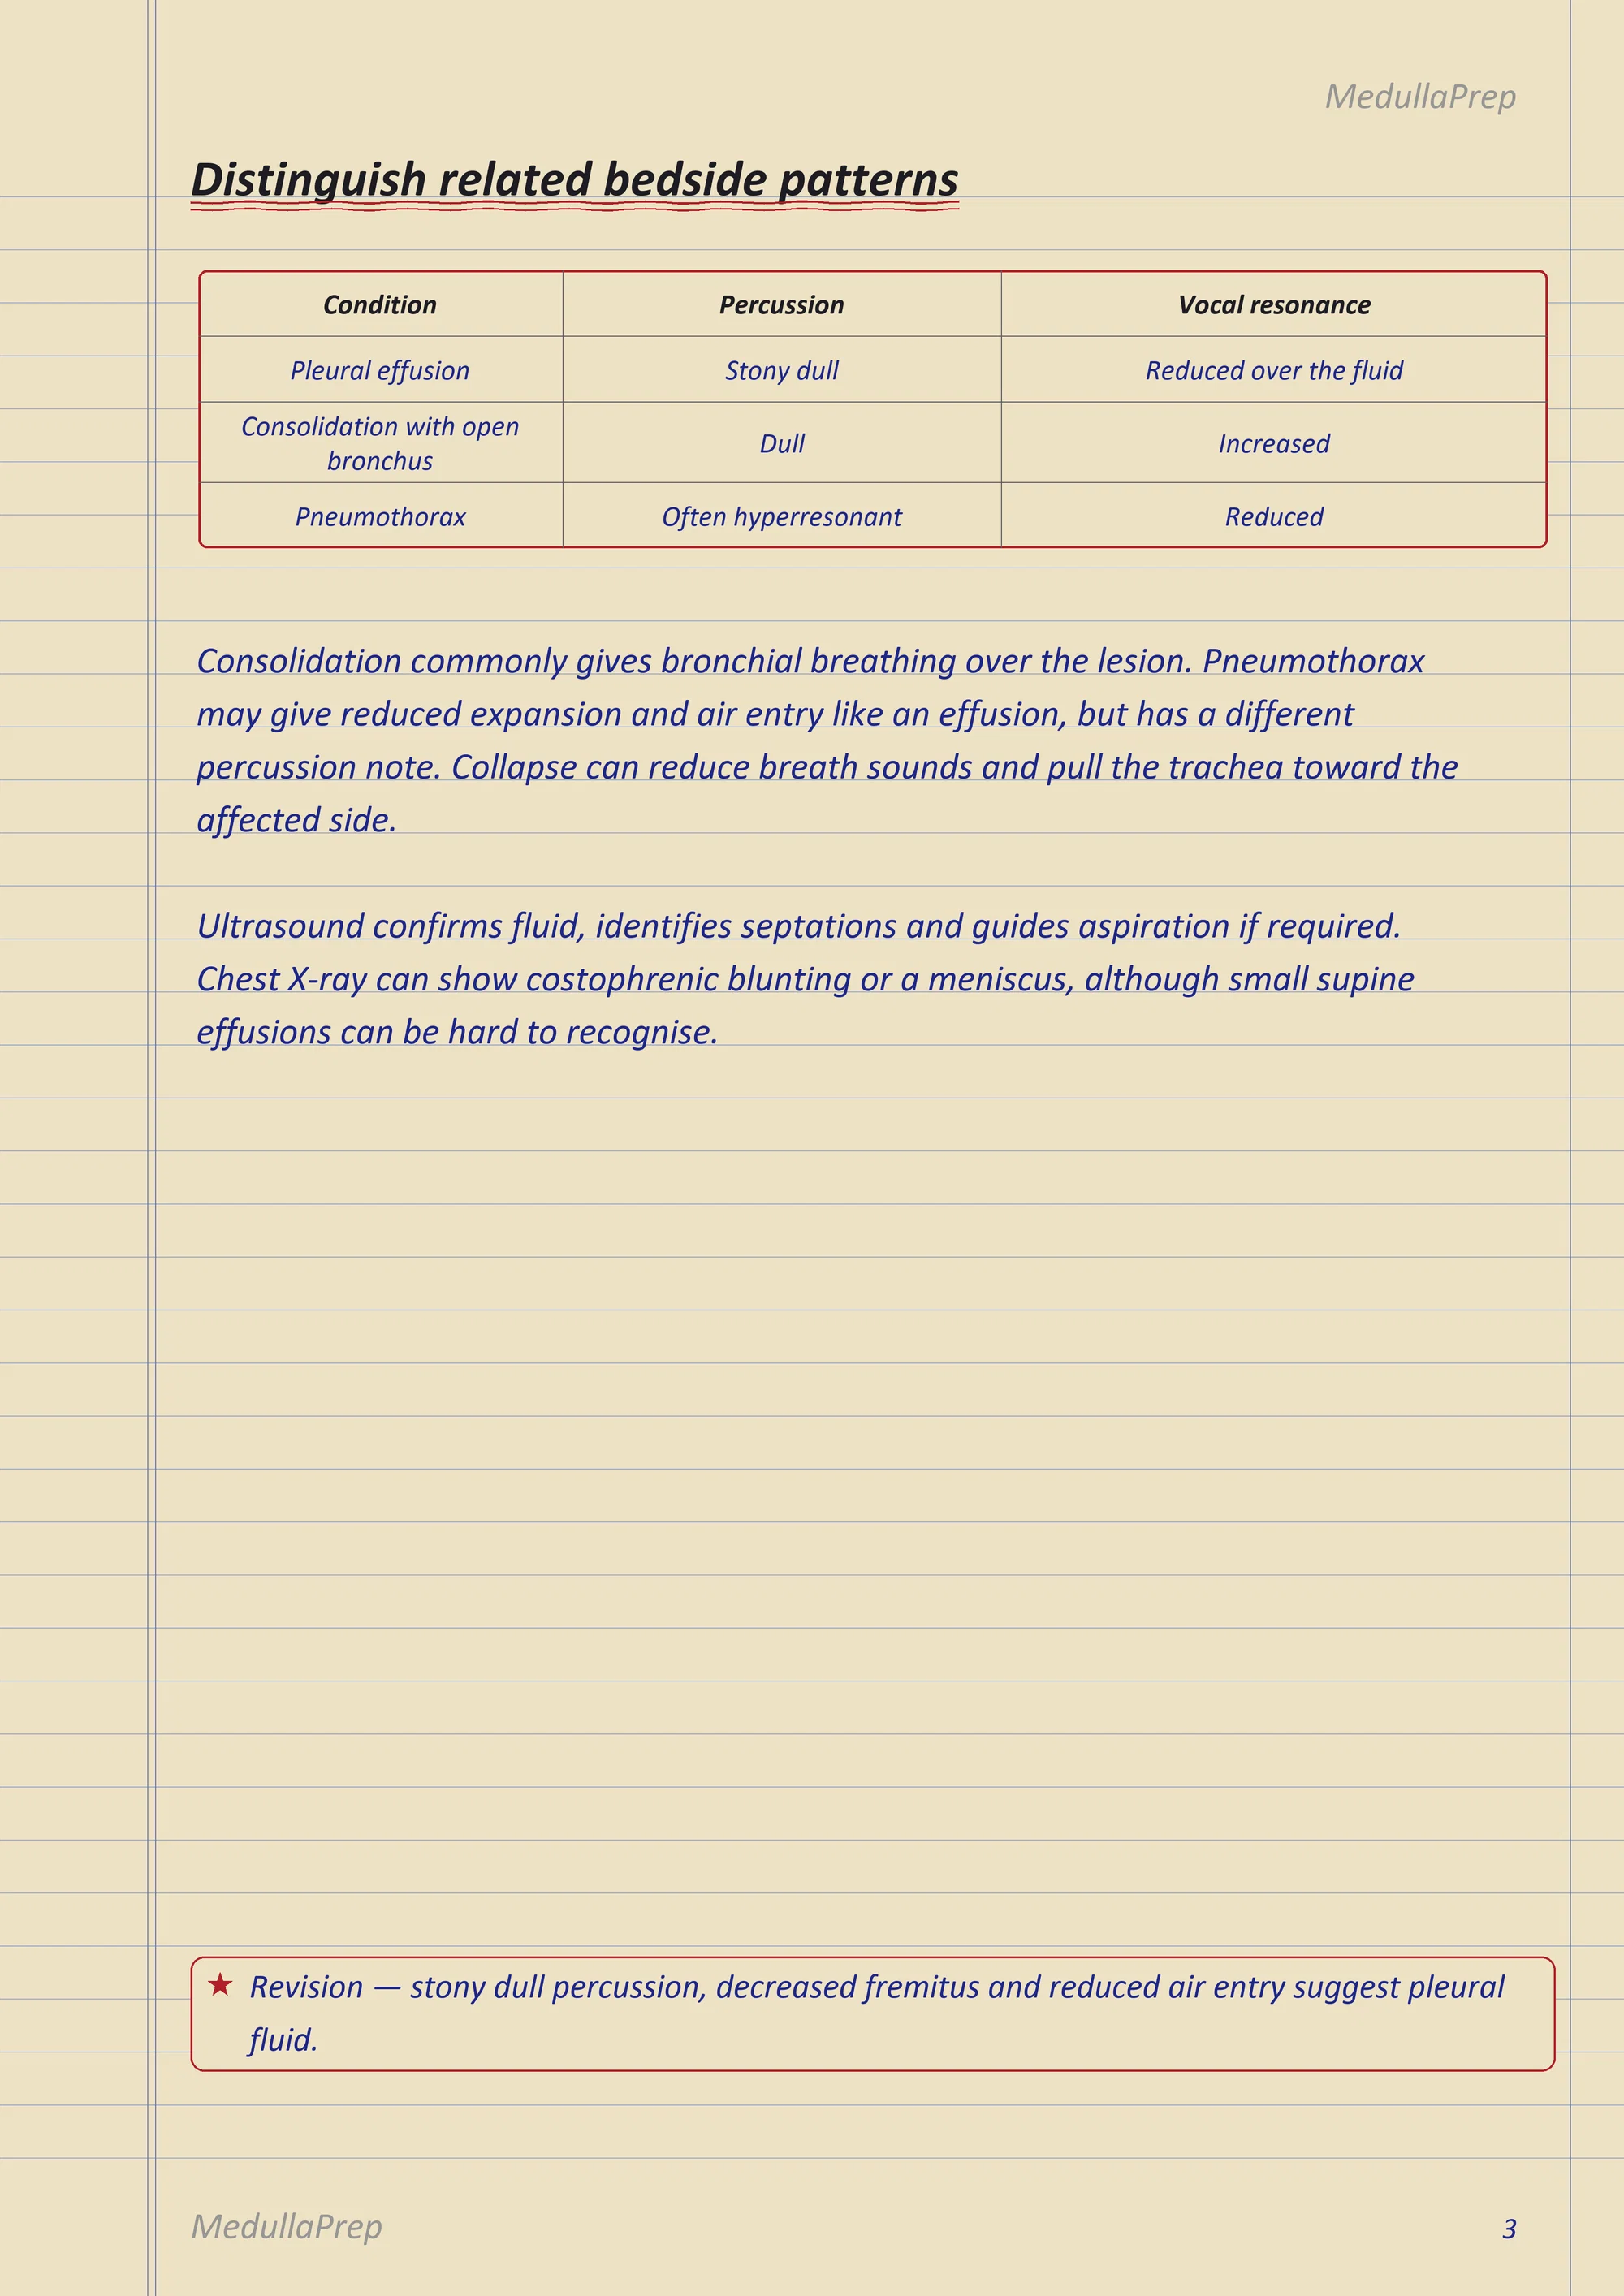 MedullaPrep
Distinguish related bedside patterns
Condition Percussion Vocal resonance
Pleural effusion Stony dull Reduced over the fluid
Consolidation with open
bronchus Dull Increased
Pneumothorax Often hyperresonant Reduced
Consolidation commonly gives bronchial breathing over the lesion. Pneumothorax
may give reduced expansion and air entry like an effusion, but has a different
percussion note. Collapse can reduce breath sounds and pull the trachea toward the
affected side.
Ultrasound confirms fluid, identifies septations and guides aspiration if required.
Chest X-ray can show costophrenic blunting or a meniscus, although small supine
effusions can be hard to recognise.
★ Revision — stony dull percussion, decreased fremitus and reduced air entry suggest pleural
fluid.
MedullaPrep 3